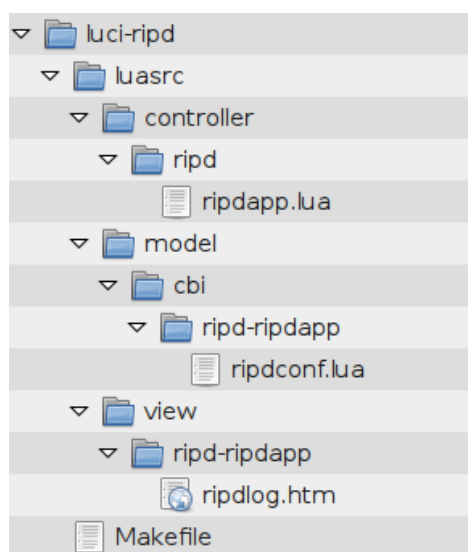 luci-ripd
luasrc
controller
ripd
ripdapp.lua
model
cbi
ripd-ripdapp
ripdconf.lua
view
ripd-ripdapp
ripdlog.htm
Makefile